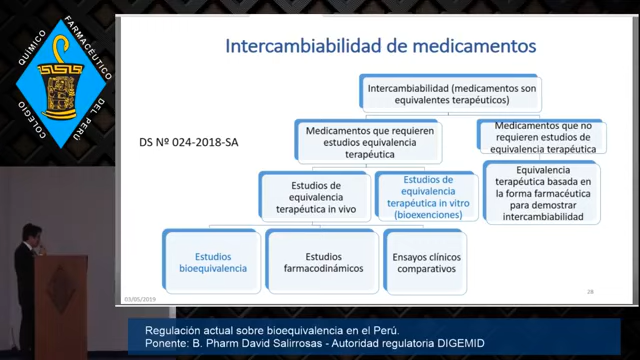 COLEGIO
QUÍMICO
FARMACÉUTICO
DEL PERÚ
Intercambiabilidad de medicamentos
Intercambiabilidad (medicamentos son
equivalentes terapéuticos)
DS Nº 024-2018-SA
Medicamentos que requieren
estudios equivalencia
terapéutica
Medicamentos que no
requieren estudios de
equivalencia terapéutica
Estudios de
equivalencia
terapéutica in vivo
Estudios de
equivalencia
terapéutica in vitro
(bioexenciones)
Equivalencia
terapéutica basada en
la forma farmacéutica
para demostrar
intercambiabilidad
Estudios
bioequivalencia
Estudios
farmacodinámicos
Ensayos clínicos
comparativos
03/05/2019
28
Regulación actual sobre bioequivalencia en el Perú.
Ponente: B. Pharm David Salirrosas - Autoridad regulatoria DIGEMID